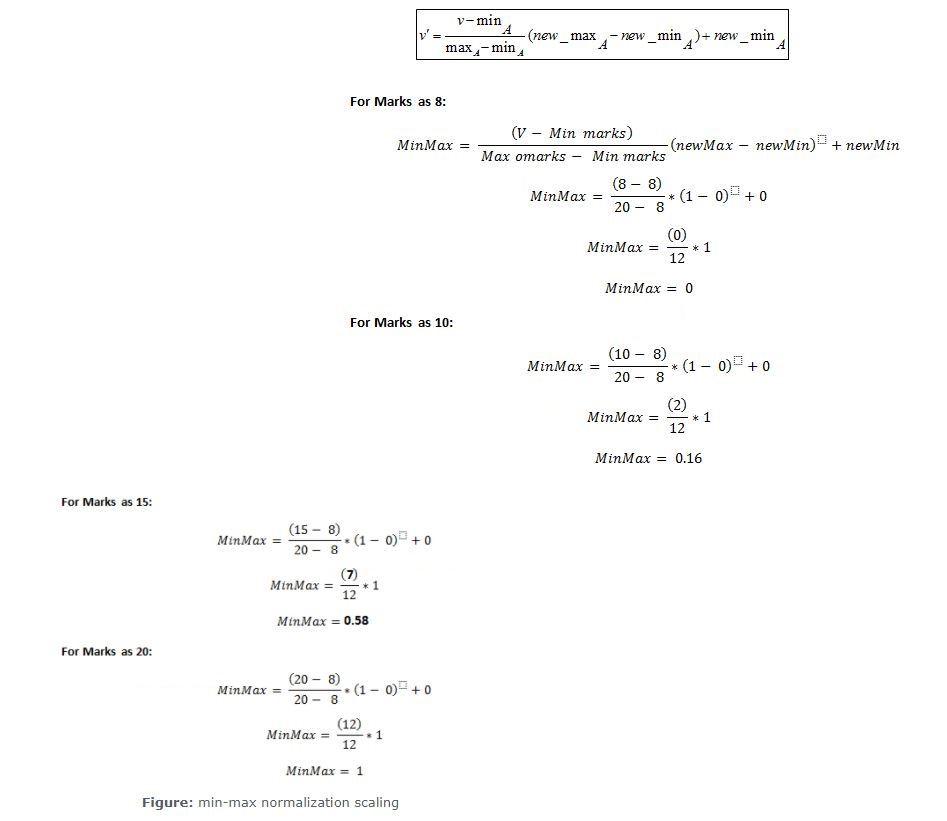 v' = (v − min_A) / (max_A − min_A) (new_max_A − new_min_A) + new_min_A
For Marks as 8:
MinMax = (V − Min marks) / (Max omarks − Min marks) (newMax − newMin)^□ + newMin
MinMax = (8 − 8) / (20 − 8) * (1 − 0)^□ + 0
MinMax = (0) / 12 * 1
MinMax = 0
For Marks as 10:
MinMax = (10 − 8) / (20 − 8) * (1 − 0)^□ + 0
MinMax = (2) / 12 * 1
MinMax = 0.16
For Marks as 15:
MinMax = (15 − 8) / (20 − 8) * (1 − 0)^□ + 0
MinMax = (7) / 12 * 1
MinMax = 0.58
For Marks as 20:
MinMax = (20 − 8) / (20 − 8) * (1 − 0)^□ + 0
MinMax = (12) / 12 * 1
MinMax = 1
Figure: min-max normalization scaling